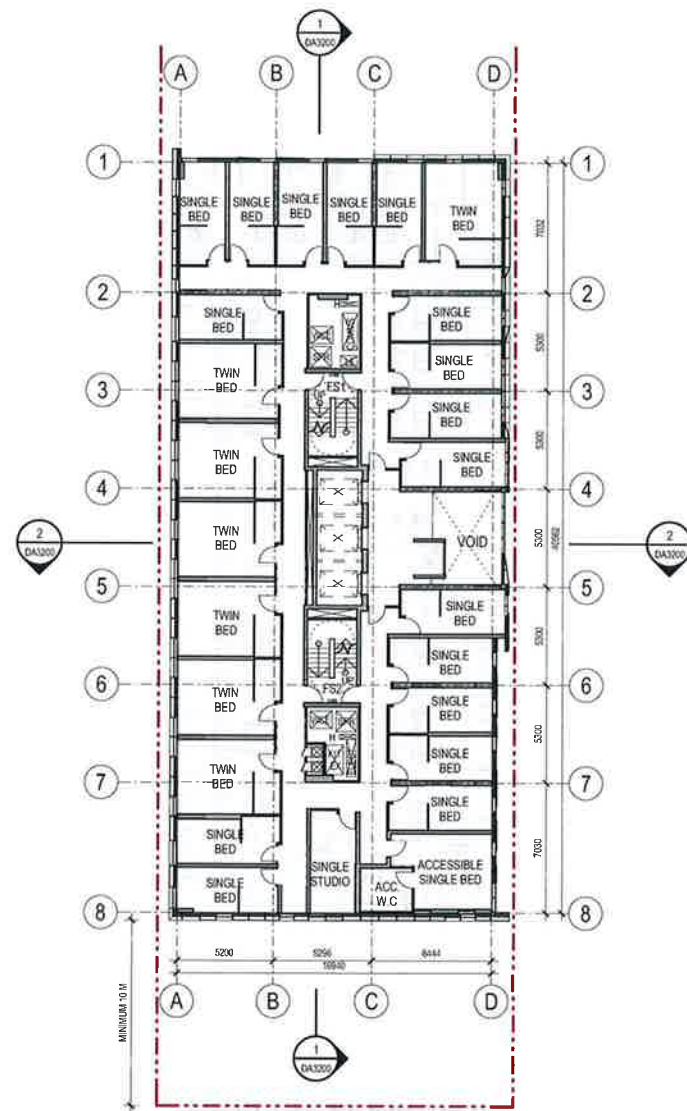 1
DA3200
A
B
C
D
1
1
SINGLE
BED
SINGLE
BED
SINGLE
BED
SINGLE
BED
SINGLE
BED
TWIN
BED
7032
2
2
SINGLE
BED
SINGLE
BED
5300
TWIN
BED
SINGLE
BED
3
3
FS1
UP
SINGLE
BED
5300
TWIN
BED
SINGLE
BED
4
4
2
DA3200
TWIN
BED
VOID
5300
40962
2
DA3200
5
5
TWIN
BED
SINGLE
BED
5300
SINGLE
BED
6
6
FS2
UP
TWIN
BED
SINGLE
BED
5300
H
SINGLE
BED
7
7
TWIN
BED
SINGLE
BED
7030
SINGLE
BED
SINGLE
STUDIO
ACCESSIBLE
SINGLE BED
SINGLE
BED
ACC.
W.C
8
8
5200
5296
8444
MINIMUM 10 M
A
B
C
D
1
DA3200